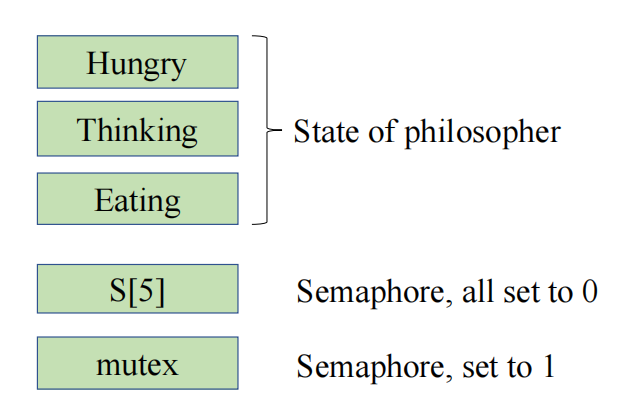 Hungry
Thinking
State of philosopher
Eating
S[5]
Semaphore, all set to 0
mutex
Semaphore, set to 1